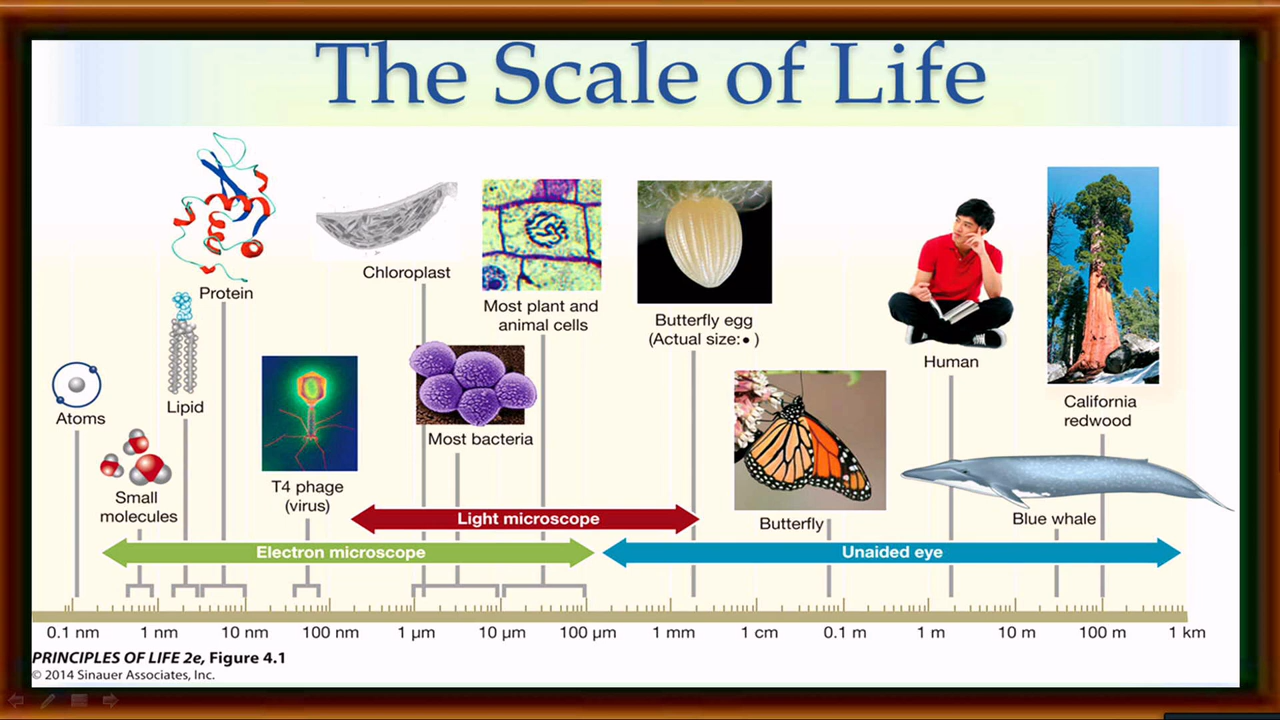 The Scale of Life
Protein
Chloroplast
Most plant and
animal cells
Butterfly egg
(Actual size:• )
Human
California
redwood
Atoms
Lipid
Small
molecules
T4 phage
(virus)
Most bacteria
Butterfly
Blue whale
Light microscope
Electron microscope
Unaided eye
0.1 nm 1 nm 10 nm 100 nm 1 µm 10 µm 100 µm 1 mm 1 cm 0.1 m 1 m 10 m 100 m 1 km
PRINCIPLES OF LIFE 2e, Figure 4.1
© 2014 Sinauer Associates, Inc.